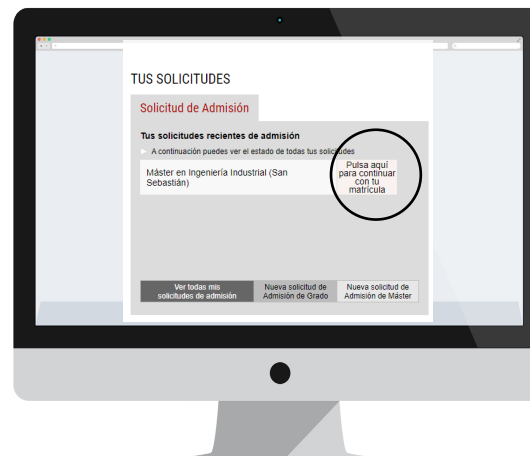 TUS SOLICITUDES
Solicitud de Admisión
Tus solicitudes recientes de admisión
A continuación puedes ver el estado de todas tus solicitudes
Máster en Ingeniería Industrial (San
Sebastián)
Pulsa aquí
para continuar
con tu
matrícula
Ver todas mis
solicitudes de admisión
Nueva solicitud de
Admisión de Grado
Nueva solicitud de
Admisión de Máster